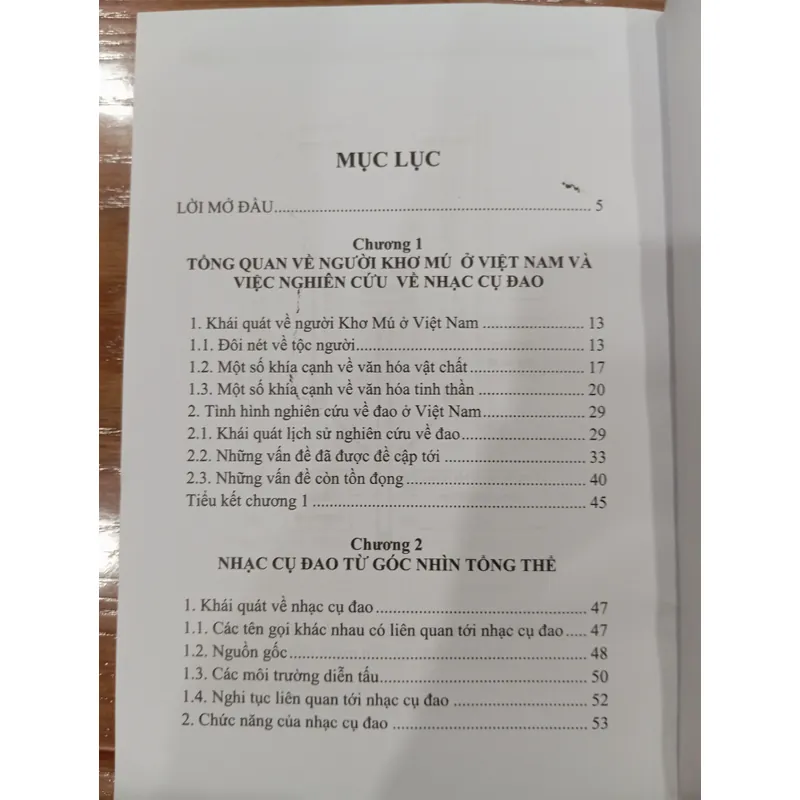 MỤC LỤC
LỜI MỞ ĐẦU.......................................................................... 5
Chương 1
TỔNG QUAN VỀ NGƯỜI KHƠ MÚ Ở VIỆT NAM VÀ
VIỆC NGHIÊN CỨU VỀ NHẠC CỤ ĐAO
1. Khái quát về người Khơ Mú ở Việt Nam ........................ 13
1.1. Đôi nét về tộc người..................................................... 13
1.2. Một số khía cạnh về văn hóa vật chất........................... 17
1.3. Một số khía cạnh về văn hóa tinh thần ......................... 20
2. Tình hình nghiên cứu về đao ở Việt Nam........................ 29
2.1. Khái quát lịch sử nghiên cứu về đao............................. 29
2.2. Những vấn đề đã được đề cập tới ................................. 33
2.3. Những vấn đề còn tồn đọng.......................................... 40
Tiểu kết chương 1 ................................................................ 45
Chương 2
NHẠC CỤ ĐAO TỪ GÓC NHÌN TỔNG THỂ
1. Khái quát về nhạc cụ đao................................................. 47
1.1. Các tên gọi khác nhau có liên quan tới nhạc cụ đao..... 47
1.2. Nguồn gốc..................................................................... 48
1.3. Các môi trường diễn tấu................................................ 50
1.4. Nghi tục liên quan tới nhạc cụ đao ............................... 52
2. Chức năng của nhạc cụ đao ............................................. 53